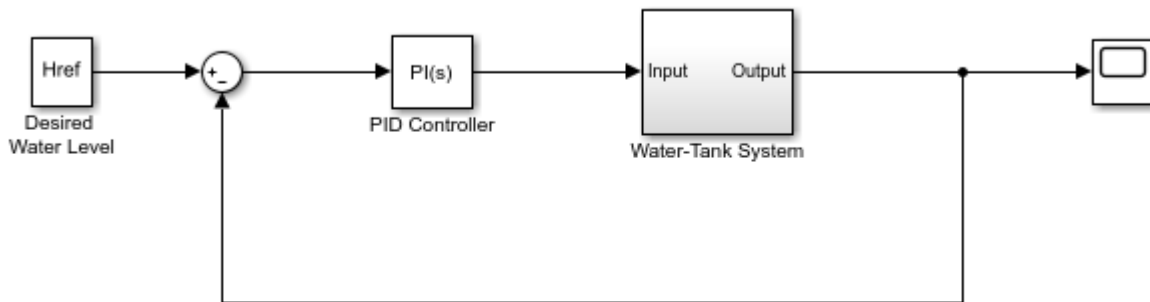 Href
Desired
Water Level
+
−
PI(s)
PID Controller
Input
Output
Water-Tank System